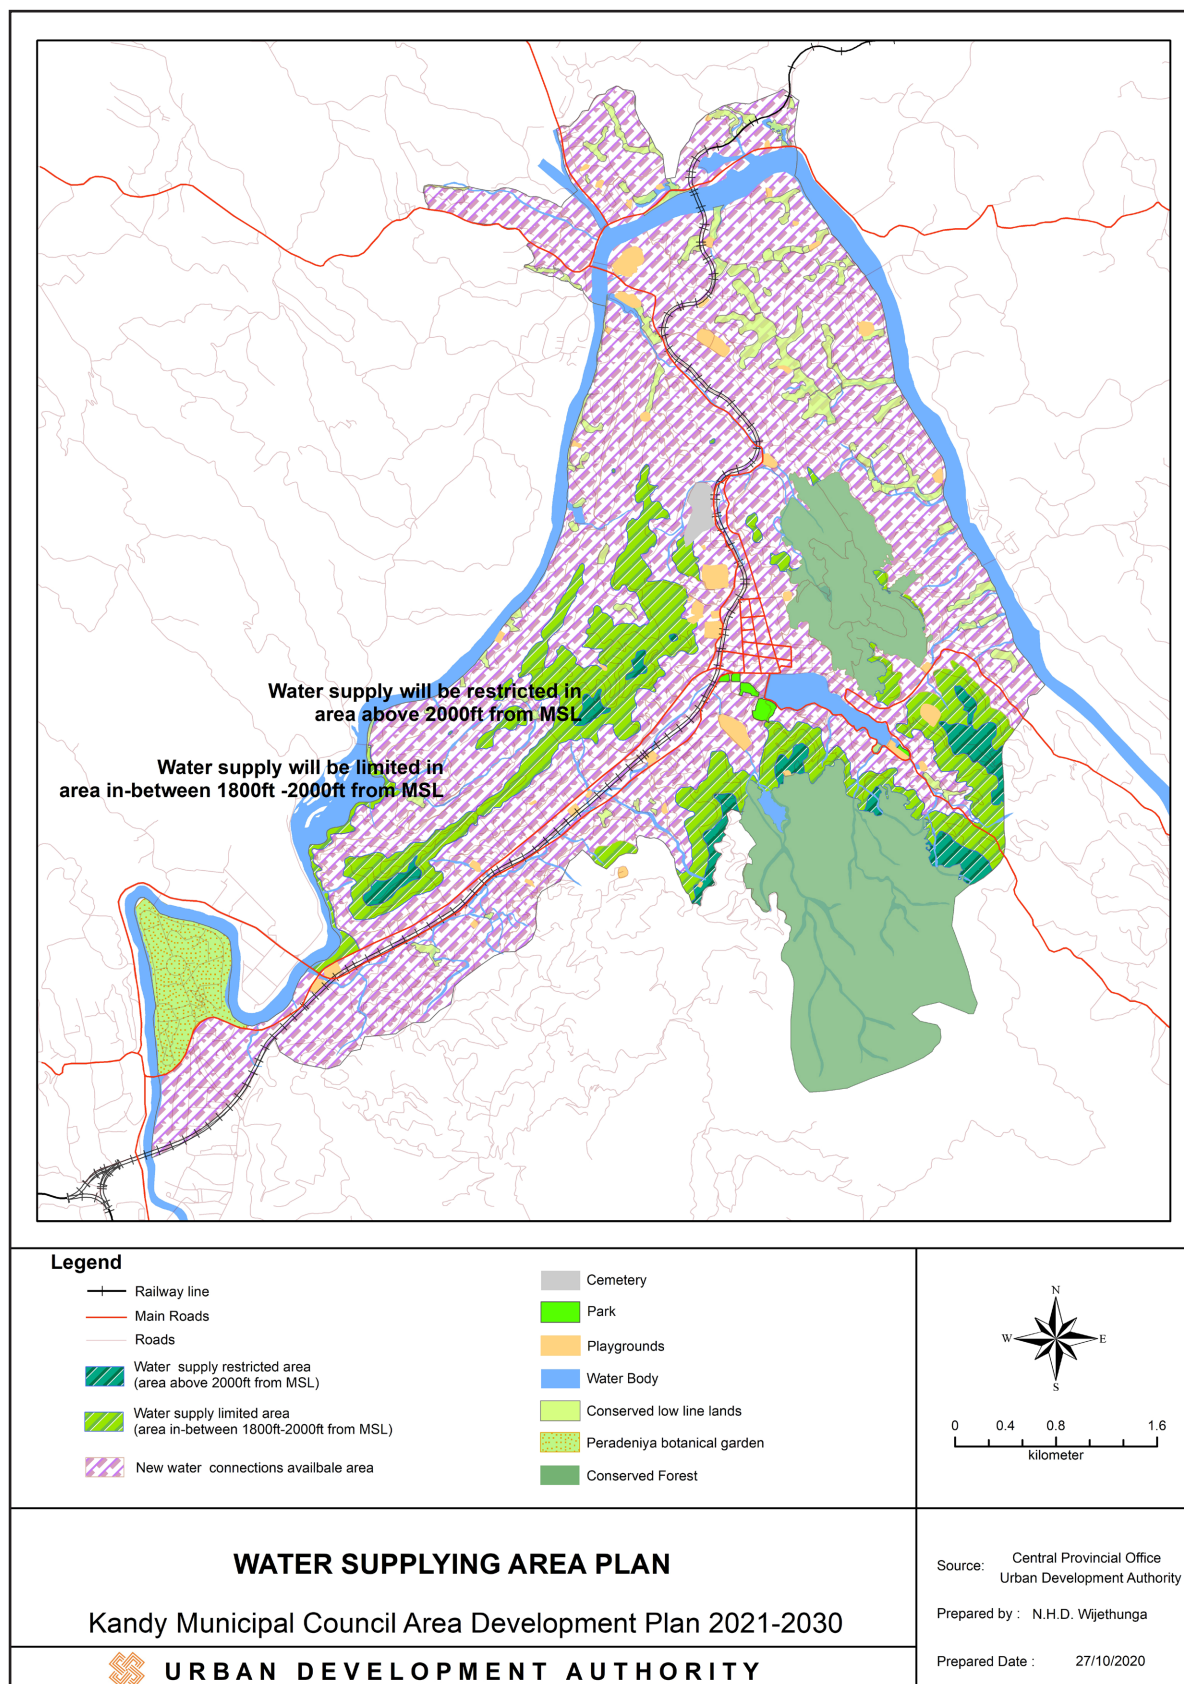 Water supply will be restricted in
area above 2000ft from MSL
Water supply will be limited in
area in-between 1800ft -2000ft from MSL
Legend
Railway line
Main Roads
Roads
Water supply restricted area
(area above 2000ft from MSL)
Water supply limited area
(area in-between 1800ft-2000ft from MSL)
New water connections availbale area
Cemetery
Park
Playgrounds
Water Body
Conserved low line lands
Peradeniya botanical garden
Conserved Forest
N
W E
S
0 0.4 0.8 1.6
kilometer
WATER SUPPLYING AREA PLAN
Kandy Municipal Council Area Development Plan 2021-2030
URBAN DEVELOPMENT AUTHORITY
Source: Central Provincial Office
Urban Development Authority
Prepared by : N.H.D. Wijethunga
Prepared Date : 27/10/2020